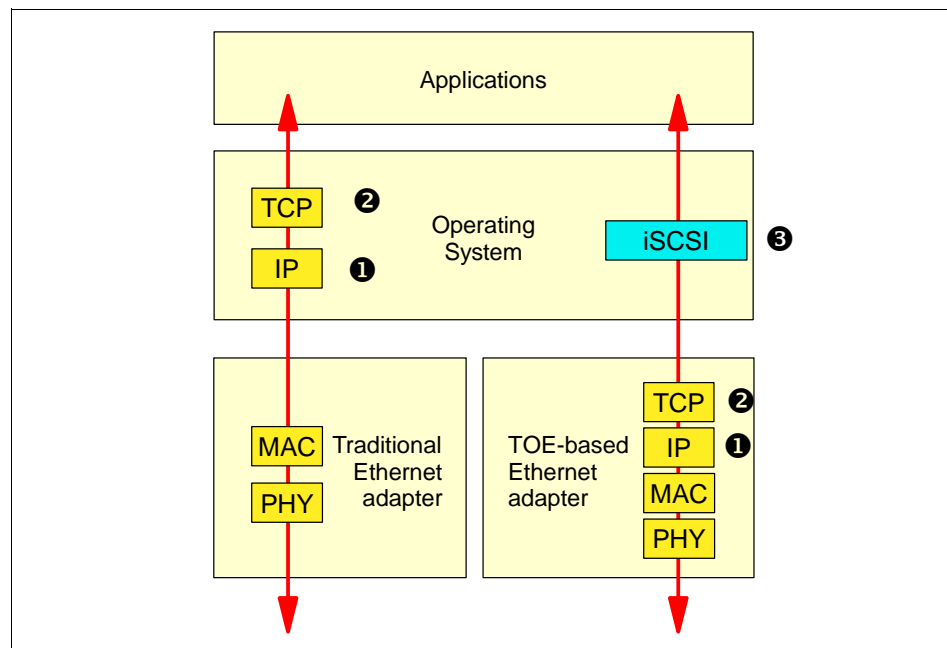 Applications
TCP
❷
IP
❶
Operating
System
iSCSI
❸
MAC
PHY
Traditional
Ethernet
adapter
TOE-based
Ethernet
adapter
TCP
❷
IP
❶
MAC
PHY